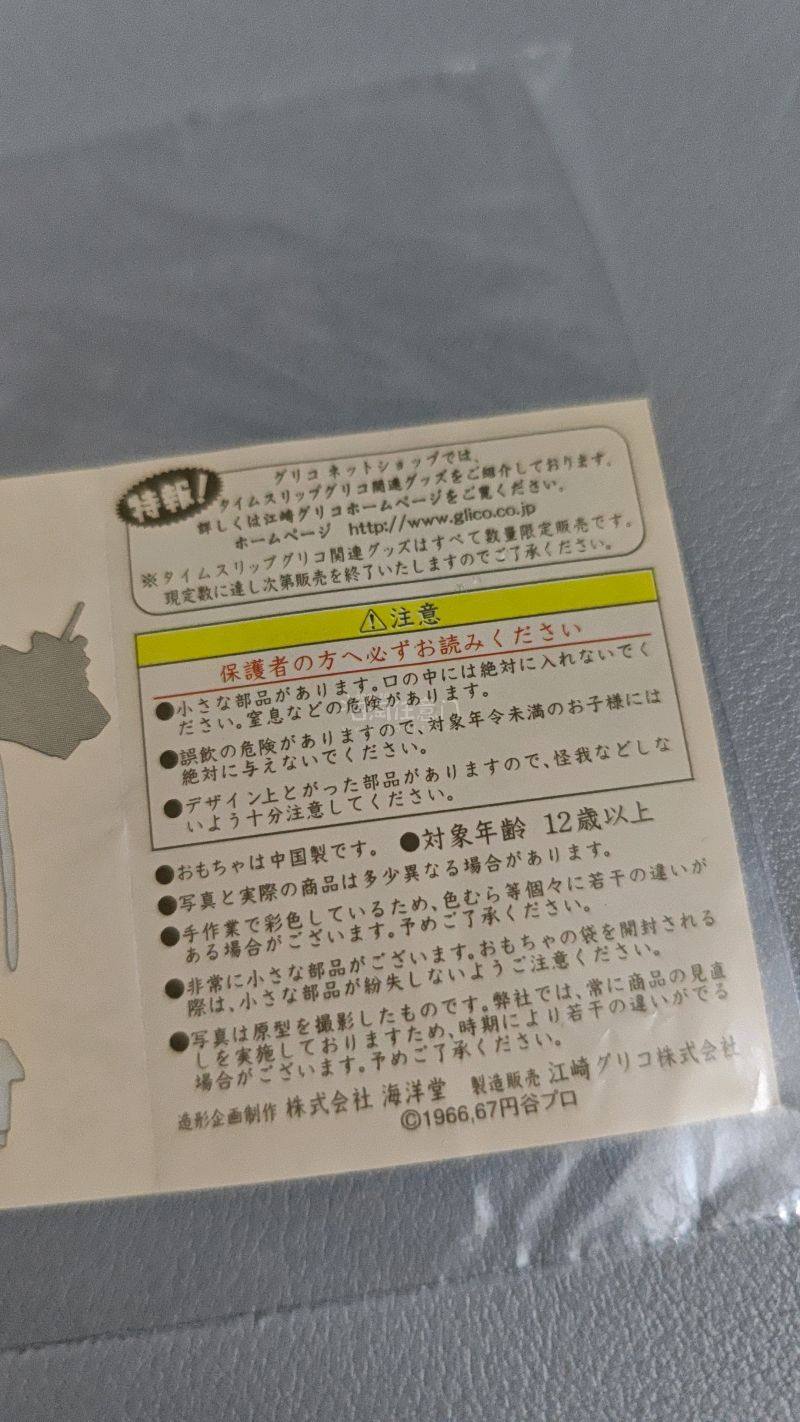 特報!
グリコ ネットショップでは、
タイムスリップグリコ関連グッズをご紹介しております。
詳しくは江崎グリコホームページをご覧ください。
ホームページ http://www.glico.co.jp
※タイムスリップグリコ関連グッズはすべて数量限定販売です。
規定数に達し次第販売を終了いたしますのでご了承ください。
⚠注意
保護者の方へ必ずお読みください
●小さな部品があります。口の中には絶対に入れないでく
ださい。窒息などの危険があります。
●誤飲の危険がありますので、対象年令未満のお子様には
絶対に与えないでください。
●デザイン上とがった部品がありますので、怪我などしな
いよう十分注意してください。
●おもちゃは中国製です。 ●対象年齢 12歳以上
●写真と実際の商品は多少異なる場合があります。
●手作業で彩色しているため、色むら等個々に若干の違いが
ある場合がございます。予めご了承ください。
●非常に小さな部品がございます。おもちゃの袋を開封される
際は、小さな部品が紛失しないようご注意ください。
●写真は原型を撮影したものです。弊社では、常に商品の見直
しを実施しておりますため、時期により若干の違いがでる
場合がございます。予めご了承ください。
造形企画制作 株式会社 海洋堂 製造販売 江崎グリコ株式会社
©1966,67円谷プロ